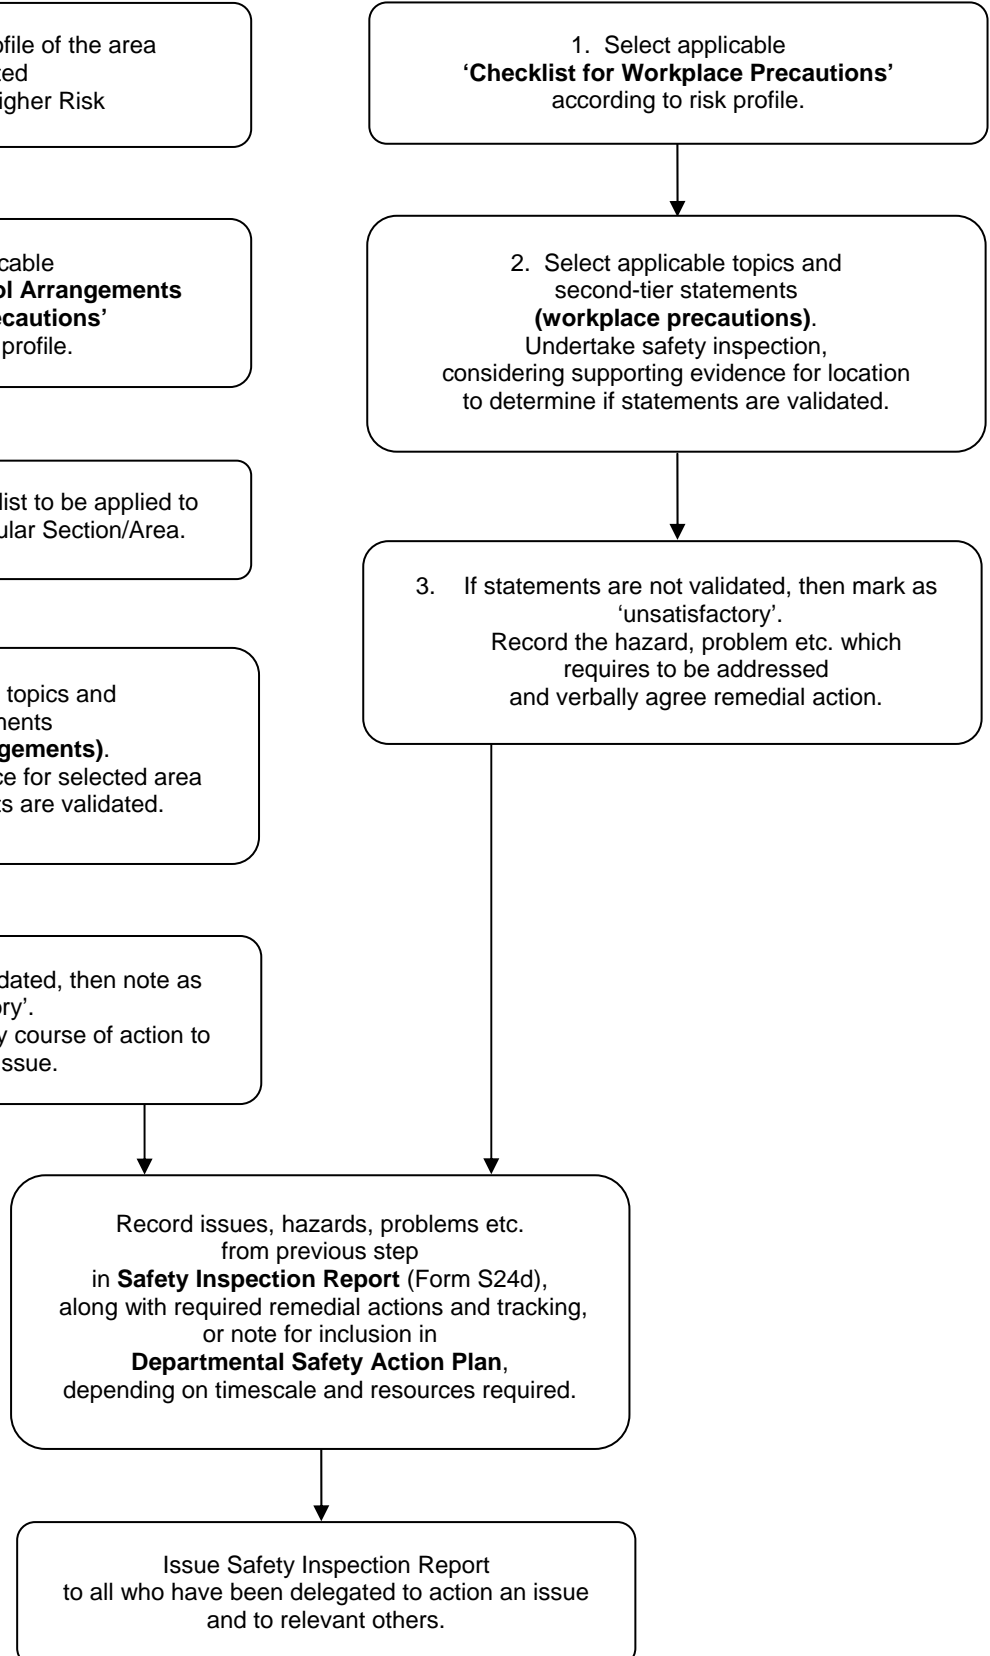 ofile of the area
ted
igher Risk
cable
ol Arrangements
ecautions’
profile.
list to be applied to
ular Section/Area.
topics and
nents
gements).
ce for selected area
ts are validated.
dated, then note as
ory’.
y course of action to
issue.
1. Select applicable
‘Checklist for Workplace Precautions’
according to risk profile.
2. Select applicable topics and
second-tier statements
(workplace precautions).
Undertake safety inspection,
considering supporting evidence for location
to determine if statements are validated.
3. If statements are not validated, then mark as
‘unsatisfactory’.
Record the hazard, problem etc. which
requires to be addressed
and verbally agree remedial action.
Record issues, hazards, problems etc.
from previous step
in Safety Inspection Report (Form S24d),
along with required remedial actions and tracking,
or note for inclusion in
Departmental Safety Action Plan,
depending on timescale and resources required.
Issue Safety Inspection Report
to all who have been delegated to action an issue
and to relevant others.